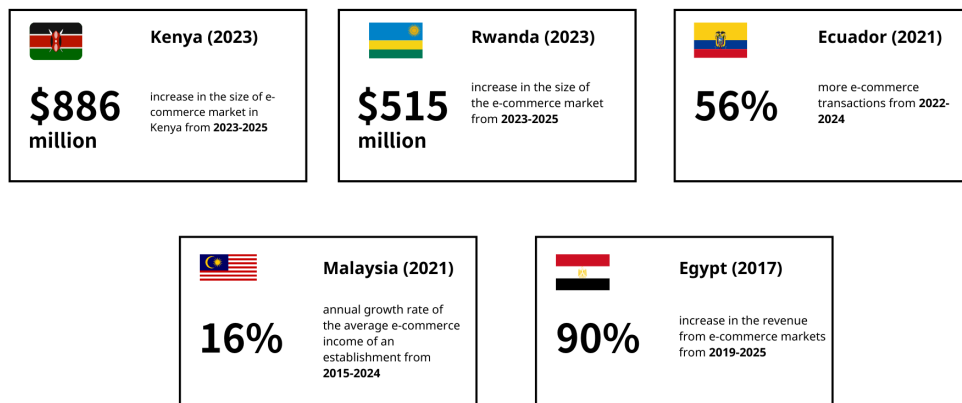 Kenya (2023)
$886
million
increase in the size of e-
commerce market in
Kenya from 2023-2025
Rwanda (2023)
$515
million
increase in the size of
the e-commerce market
from 2023-2025
Ecuador (2021)
56%
more e-commerce
transactions from 2022-
2024
Malaysia (2021)
16%
annual growth rate of
the average e-commerce
income of an
establishment from
2015-2024
Egypt (2017)
90%
increase in the revenue
from e-commerce markets
from 2019-2025